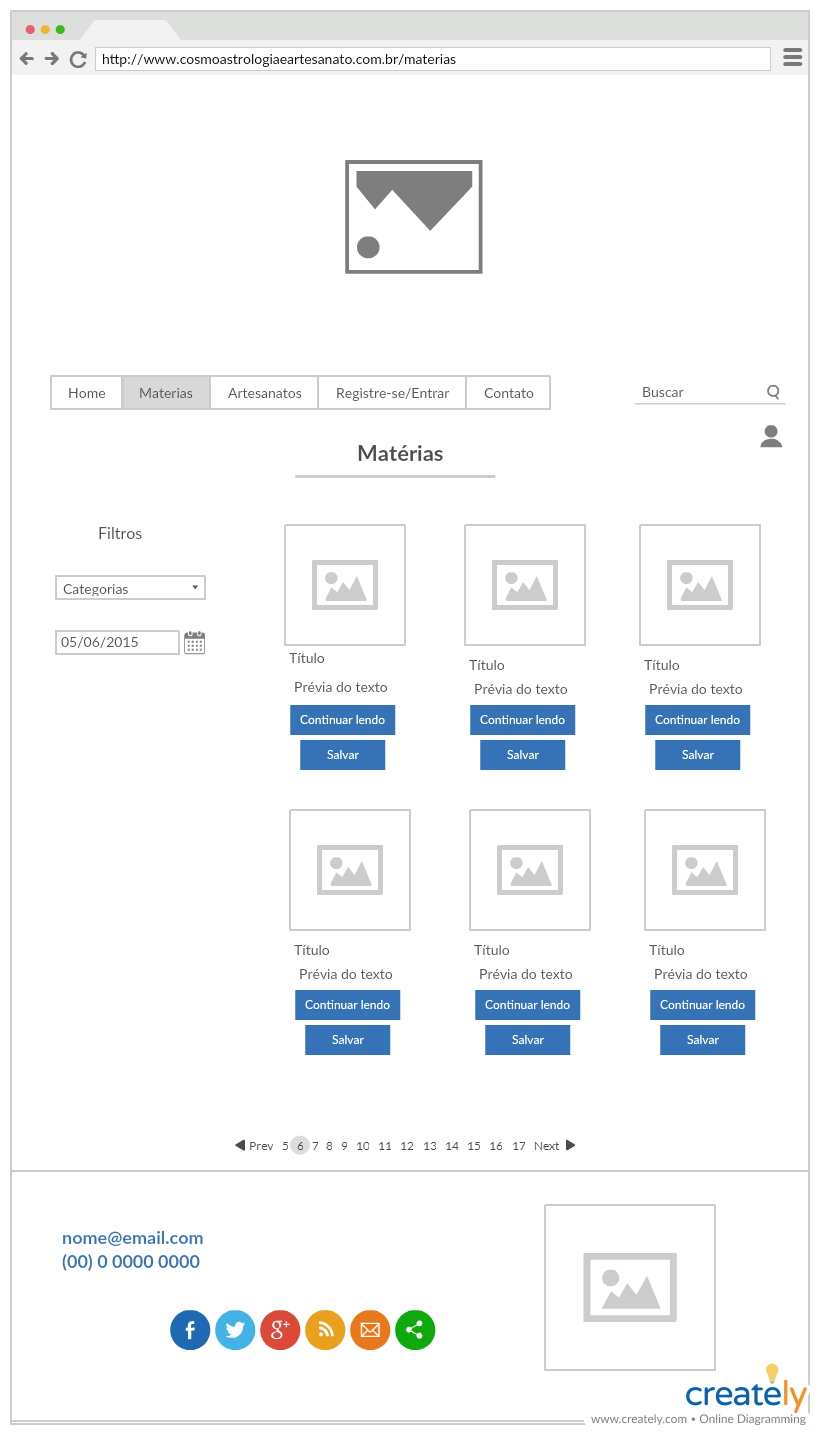 http://www.cosmoastrologiaeartesanato.com.br/materias
Home Materias Artesanatos Registre-se/Entrar Contato Buscar
Matérias
Filtros
Categorias
05/06/2015
Título Título Título
Prévia do texto Prévia do texto Prévia do texto
Continuar lendo Continuar lendo Continuar lendo
Salvar Salvar Salvar
Título Título Título
Prévia do texto Prévia do texto Prévia do texto
Continuar lendo Continuar lendo Continuar lendo
Salvar Salvar Salvar
Prev 5 6 7 8 9 10 11 12 13 14 15 16 17 Next
nome@email.com
(00) 0 0000 0000
f g+
creately
www.creately.com • Online Diagramming